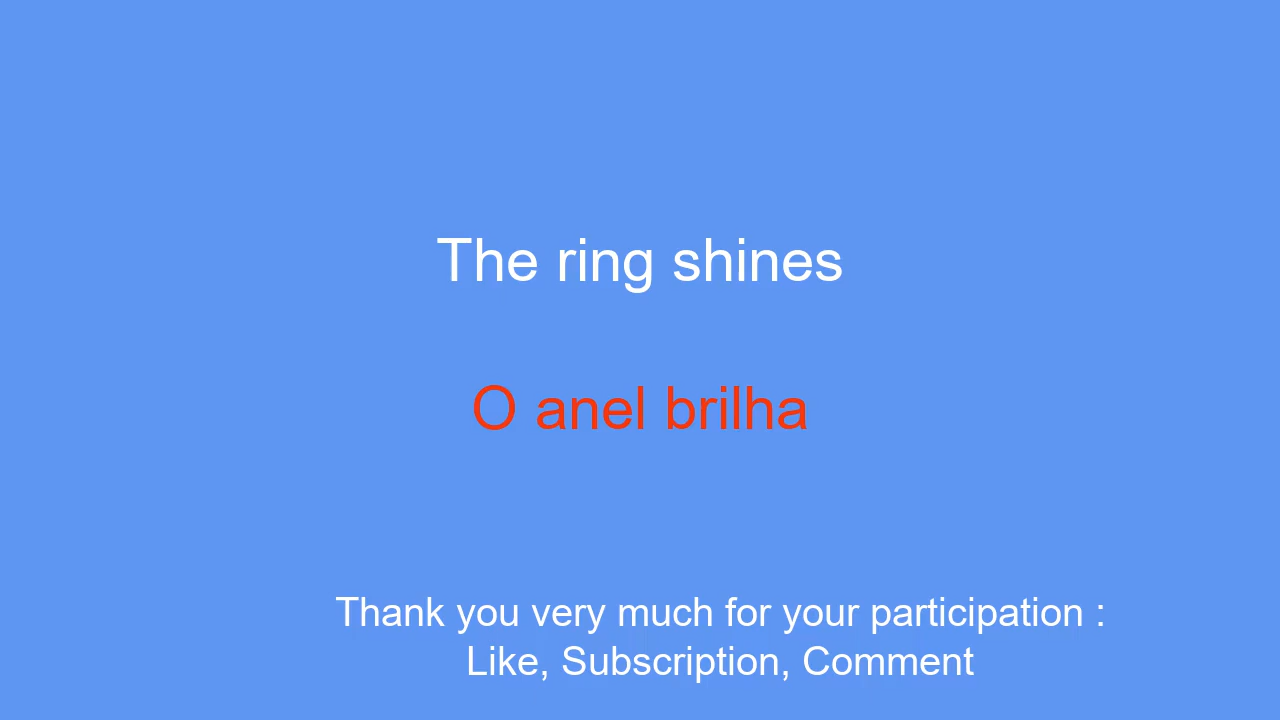 The ring shines
O anel brilha
Thank you very much for your participation :
Like, Subscription, Comment